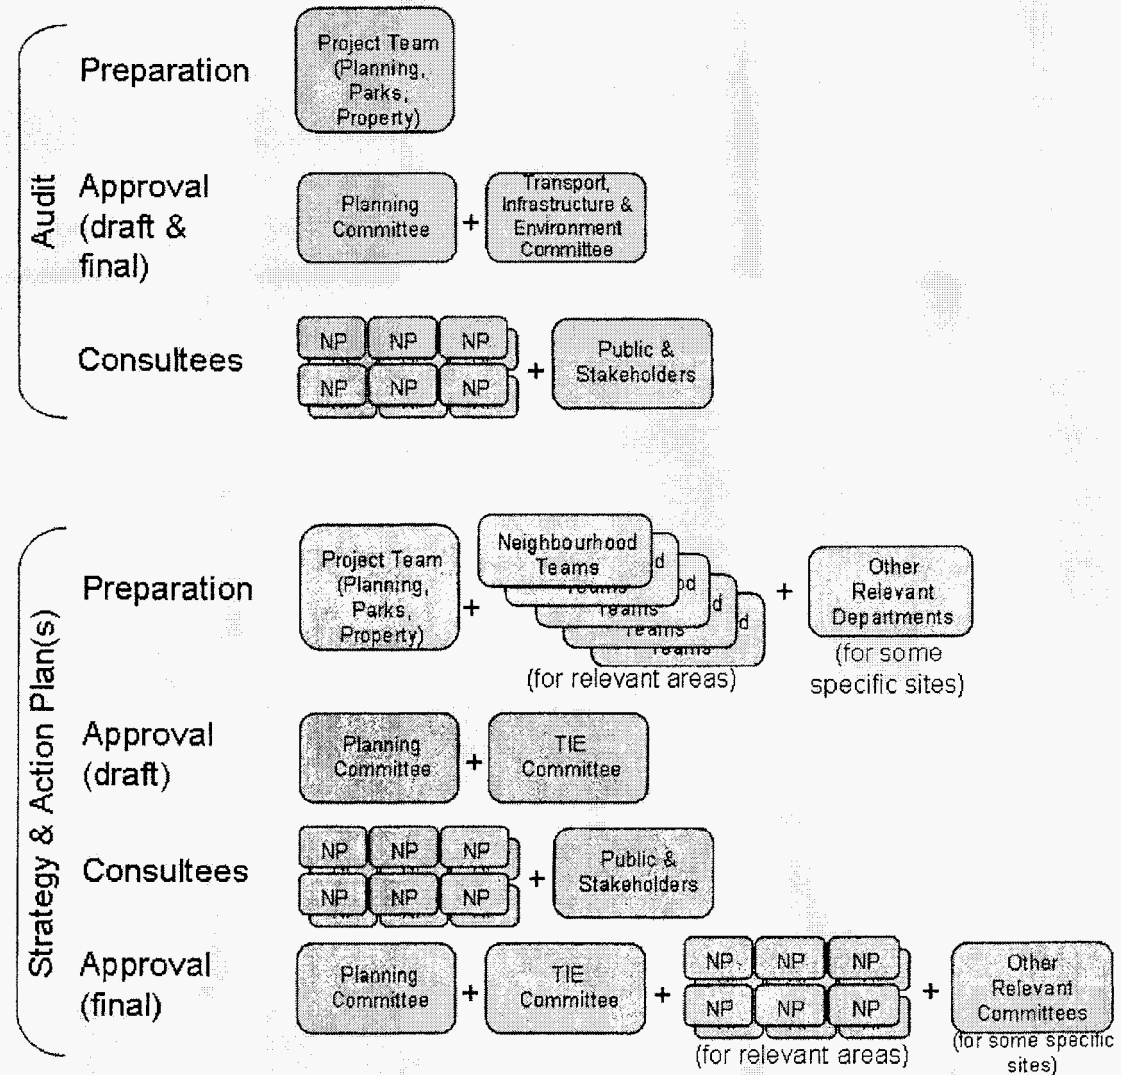 Audit
Preparation
Project Team
(Planning,
Parks,
Property)
Approval
(draft &
final)
Planning
Committee
+
Transport,
Infrastructure &
Environment
Committee
Consultees
NP NP NP
NP NP NP
+
Public &
Stakeholders
Strategy & Action Plan(s)
Preparation
Project Team
(Planning,
Parks,
Property)
+
Neighbourhood
Teams
Teams
Teams
Teams
Teams
(for relevant areas)
+
Other
Relevant
Departments
(for some
specific sites)
Approval
(draft)
Planning
Committee
+
TIE
Committee
Consultees
NP NP NP
NP NP NP
+
Public &
Stakeholders
Approval
(final)
Planning
Committee
+
TIE
Committee
+
NP NP NP
NP NP NP
(for relevant areas)
+
Other
Relevant
Committees
(for some specific
sites)